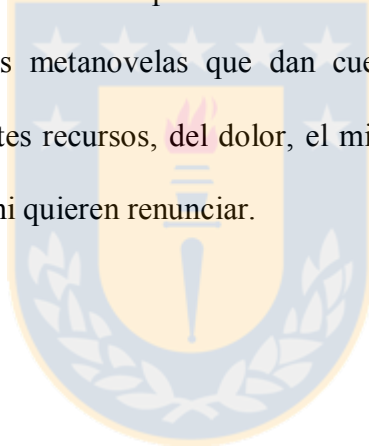 s metanovelas que dan cue
tes recursos, del dolor, el mi
ni quieren renunciar.